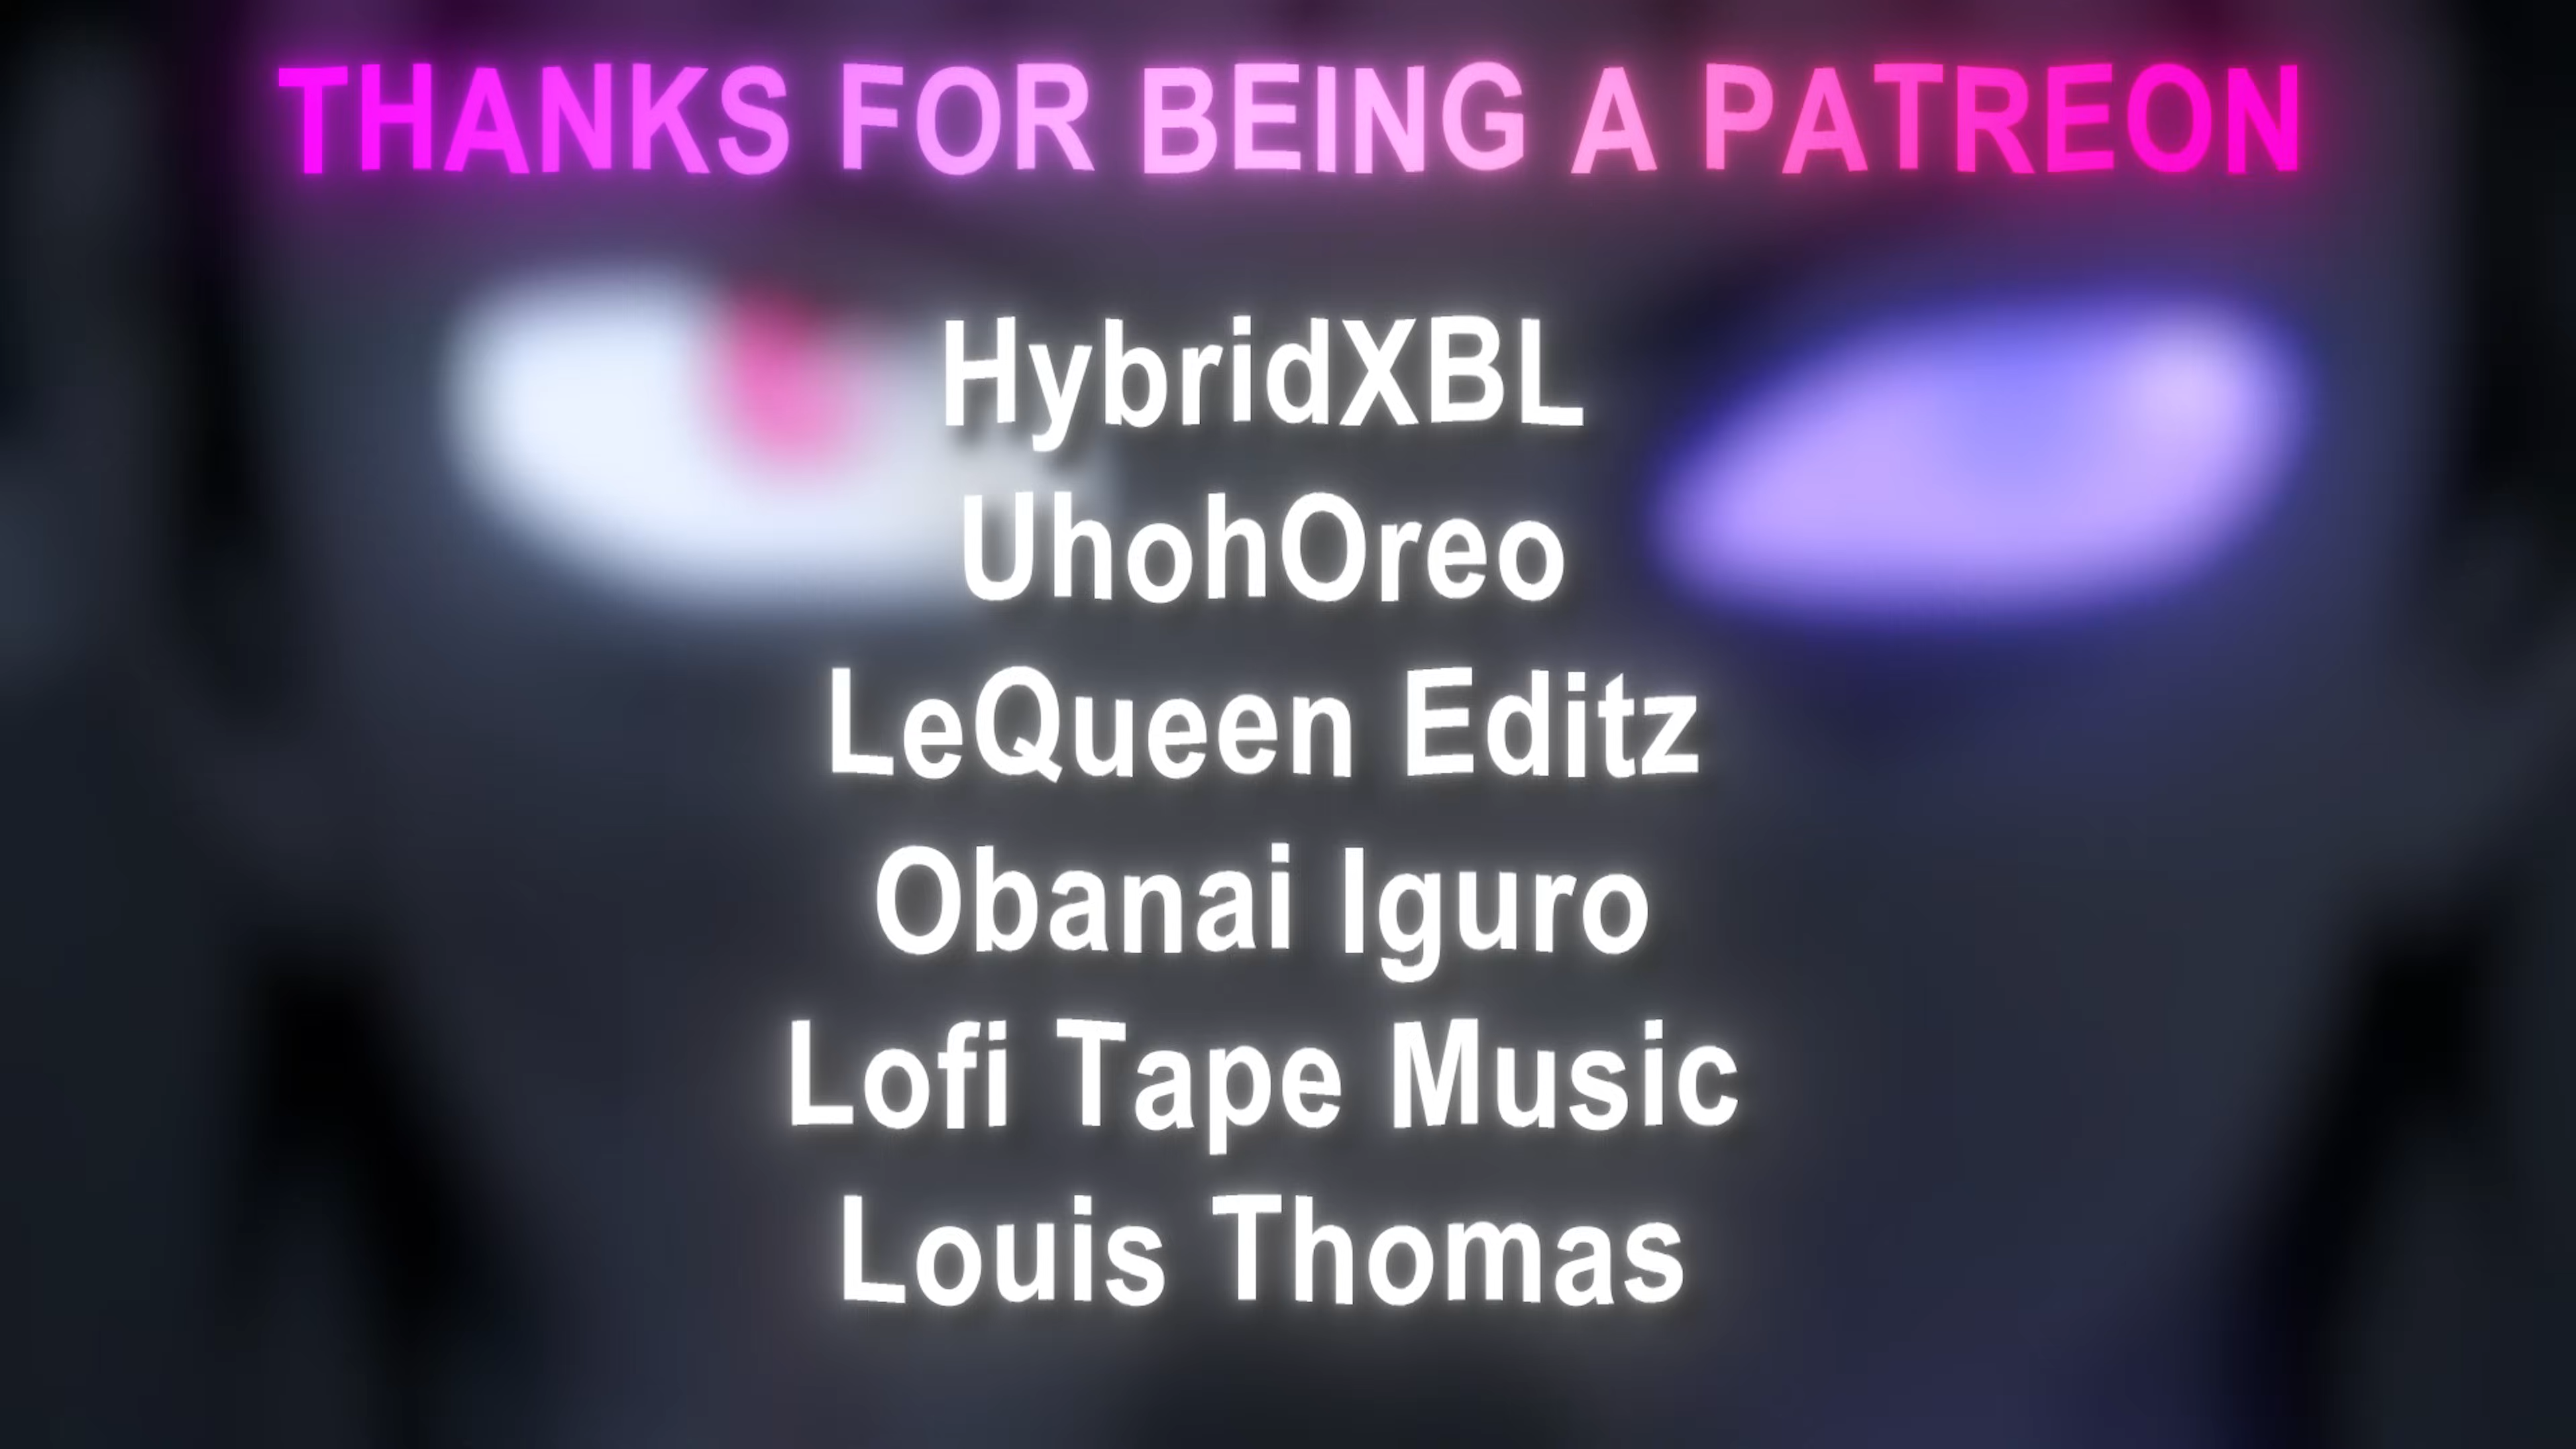 THANKS FOR BEING A PATREON
HybridXBL
UhohOreo
LeQueen Editz
Obanai Iguro
Lofi Tape Music
Louis Thomas